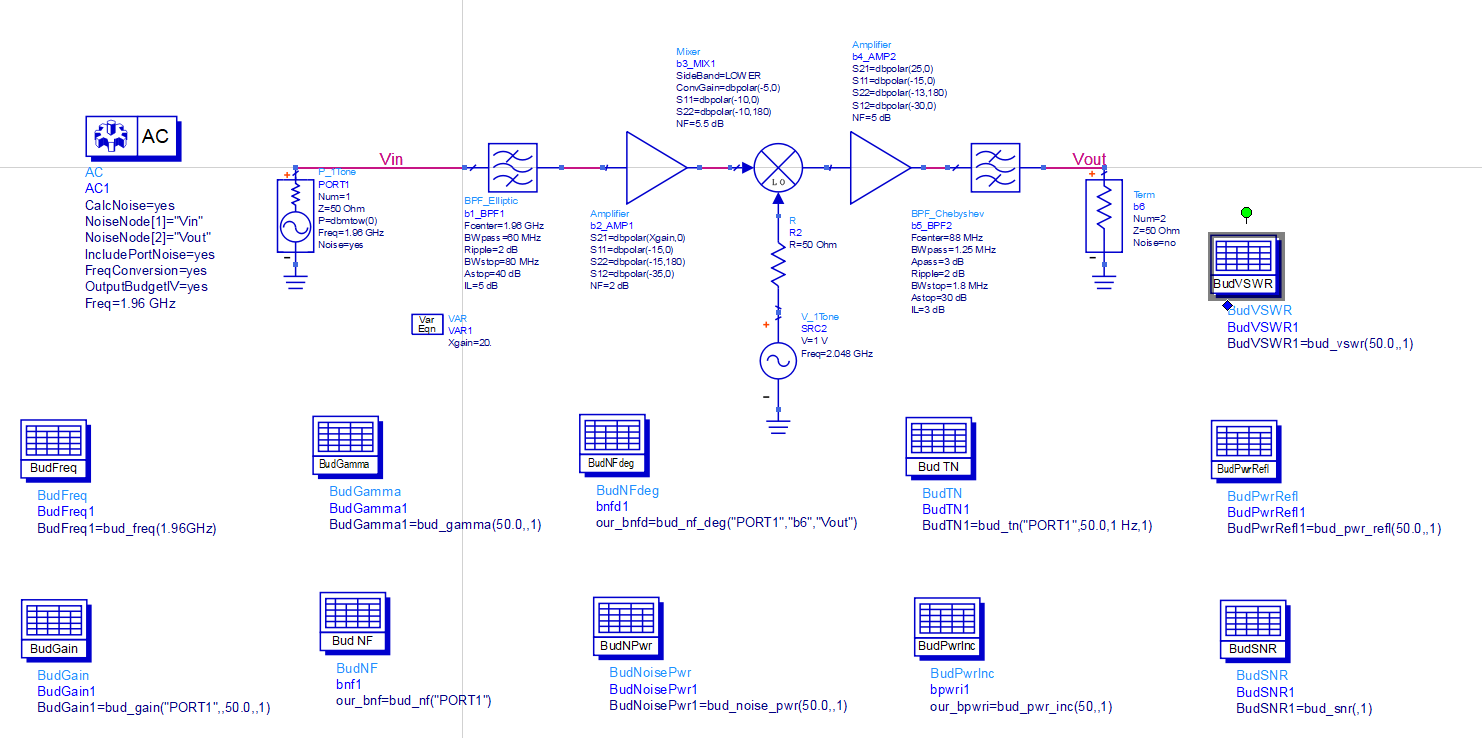 AC
AC
AC1
CalcNoise=yes
NoiseNode[1]="Vin"
NoiseNode[2]="Vout"
IncludePortNoise=yes
FreqConversion=yes
OutputBudgetIV=yes
Freq=1.96 GHz
Vin
+
P_1Tone
PORT1
Num=1
Z=50 Ohm
P=dbmtow(0)
Freq=1.96 GHz
Noise=yes
BPF_Elliptic
b1_BPF1
Fcenter=1.96 GHz
BWpass=60 MHz
Ripple=2 dB
BWstop=80 MHz
Astop=40 dB
IL=5 dB
Var
Eqn
VAR
VAR1
Xgain=20.
Amplifier
b2_AMP1
S21=dbpolar(Xgain,0)
S11=dbpolar(-15,0)
S22=dbpolar(-15,180)
S12=dbpolar(-35,0)
NF=2 dB
Mixer
b3_MIX1
SideBand=LOWER
ConvGain=dbpolar(-5,0)
S11=dbpolar(-10,0)
S22=dbpolar(-10,180)
NF=5.5 dB
LO
R
R2
R=50 Ohm
+
V_1Tone
SRC2
V=1 V
Freq=2.048 GHz
Amplifier
b4_AMP2
S21=dbpolar(25,0)
S11=dbpolar(-15,0)
S22=dbpolar(-13,180)
S12=dbpolar(-30,0)
NF=5 dB
BPF_Chebyshev
b5_BPF2
Fcenter=88 MHz
BWpass=1.25 MHz
Apass=3 dB
Ripple=2 dB
BWstop=1.8 MHz
Astop=30 dB
IL=3 dB
Vout
+
Term
b6
Num=2
Z=50 Ohm
Noise=no
BudVSWR
BudVSWR
BudVSWR1
BudVSWR1=bud_vswr(50.0,,1)
BudFreq
BudFreq
BudFreq1
BudFreq1=bud_freq(1.96GHz)
BudGamma
BudGamma
BudGamma1
BudGamma1=bud_gamma(50.0,,1)
BudNFdeg
BudNFdeg
bnfd1
our_bnfd=bud_nf_deg("PORT1","b6","Vout")
Bud TN
BudTN
BudTN1
BudTN1=bud_tn("PORT1",50.0,1 Hz,1)
BudPwrRefl
BudPwrRefl
BudPwrRefl1
BudPwrRefl1=bud_pwr_refl(50.0,,1)
BudGain
BudGain
BudGain1
BudGain1=bud_gain("PORT1",,50.0,,1)
Bud NF
BudNF
bnf1
our_bnf=bud_nf("PORT1")
BudNPwr
BudNoisePwr
BudNoisePwr1
BudNoisePwr1=bud_noise_pwr(50.0,,1)
BudPwrInc
BudPwrInc
bpwri1
our_bpwri=bud_pwr_inc(50,,1)
BudSNR
BudSNR
BudSNR1
BudSNR1=bud_snr(,1)